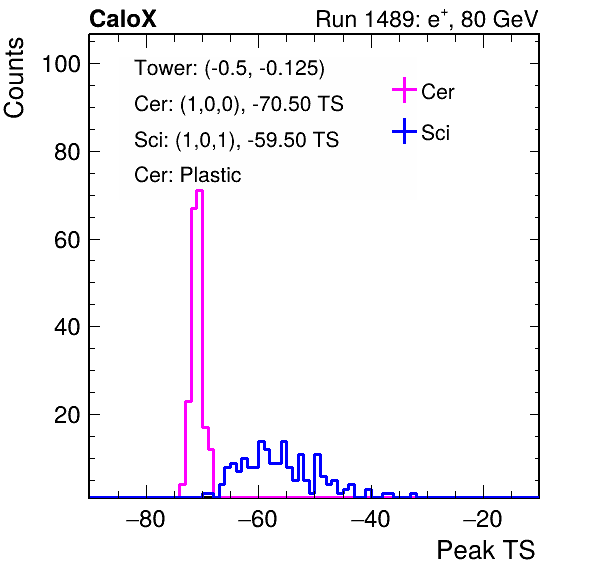 CaloX Run 1489: e⁺, 80 GeV
Counts
100
80
60
40
20
Tower: (-0.5, -0.125)
Cer: (1,0,0), -70.50 TS
Sci: (1,0,1), -59.50 TS
Cer: Plastic
Cer
Sci
−80 −60 −40 −20
Peak TS